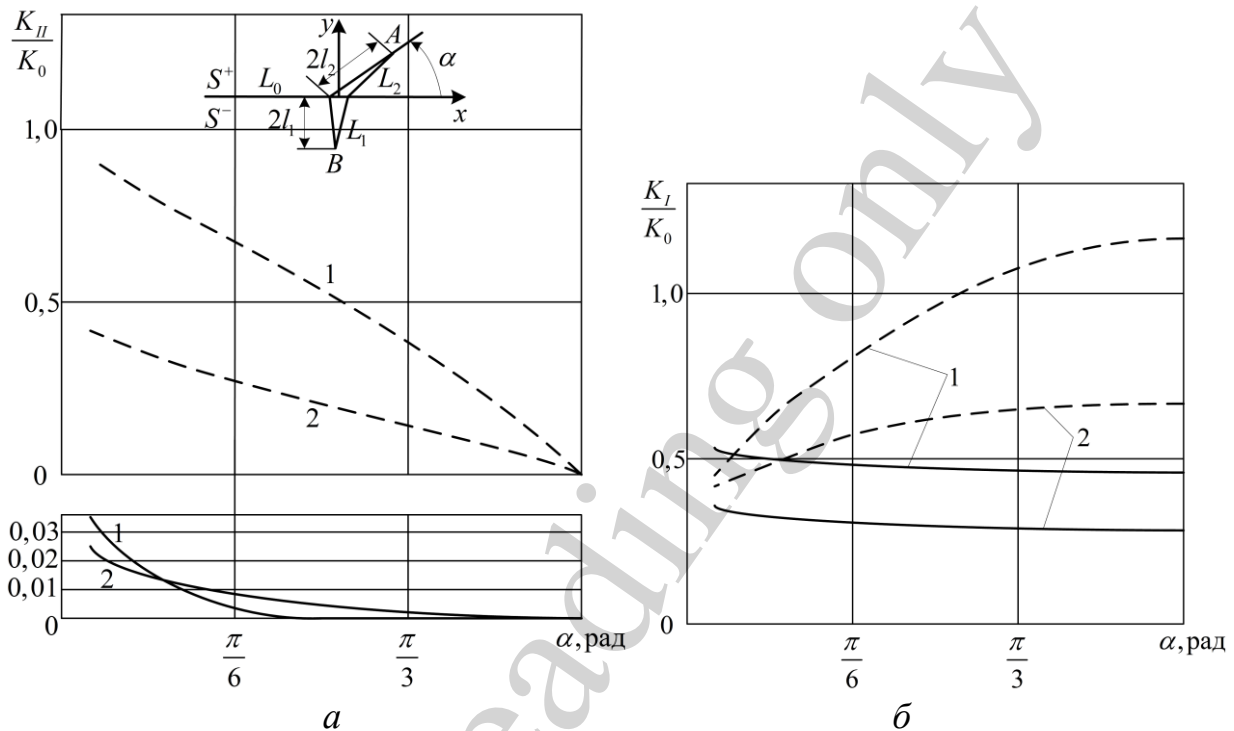 K_II/K_0
1,0
0,5
0
y
A
α
2l_2
S^+
L_0
L_2
S^-
x
2l_1
L_1
B
1
2
0,03
0,02
0,01
0
1
2
π/6
π/3
α, рад
а
K_I/K_0
1,0
0,5
0
1
2
π/6
π/3
α, рад
б
reading only